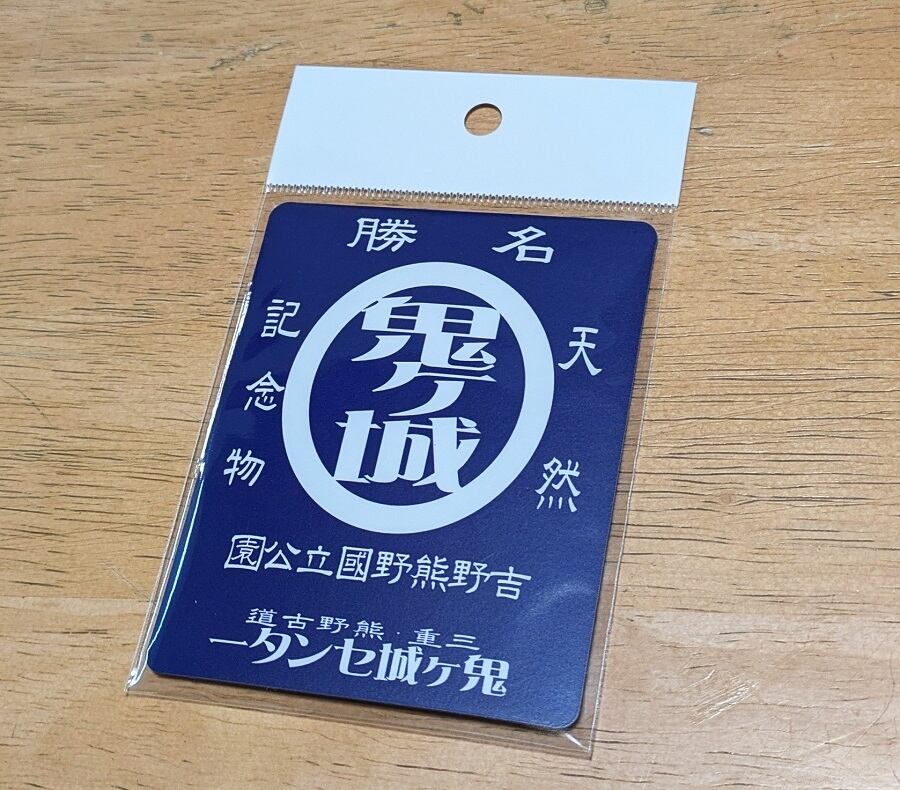 名勝
天然
記念物
鬼ヶ城
吉野熊野國立公園
三重・熊野古道
鬼ヶ城センター